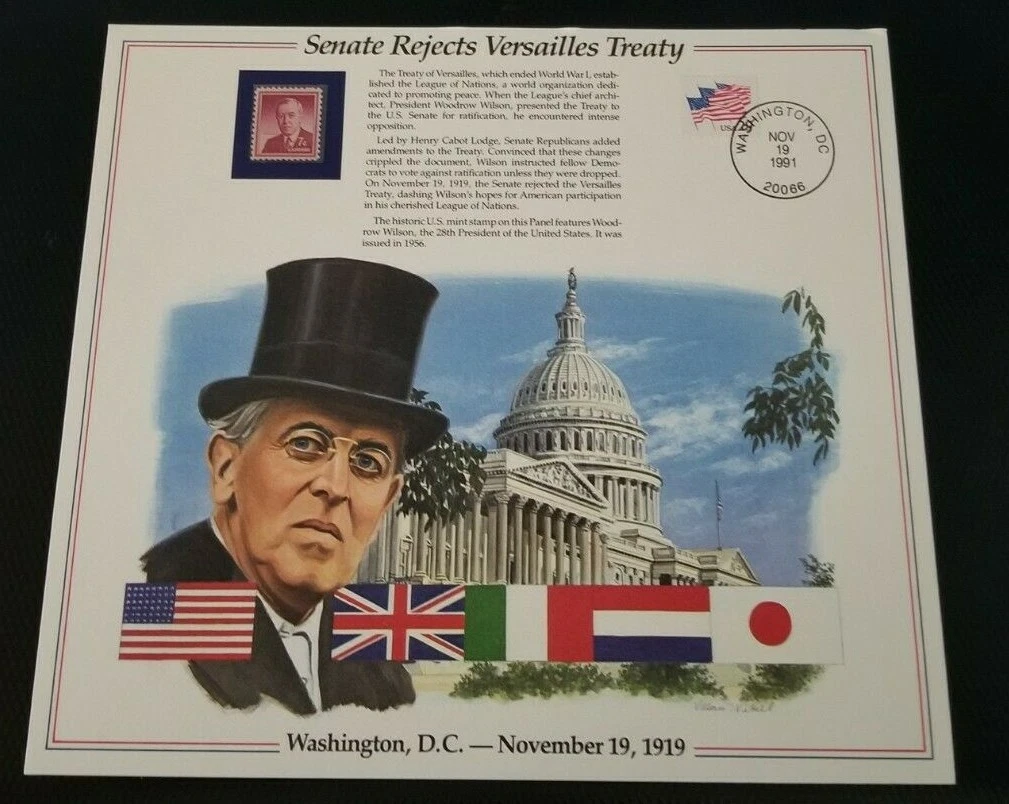 Senate Rejects Versailles Treaty
The Treaty of Versailles, which ended World War I, estab-
lished the League of Nations, a world organization dedi-
cated to promoting peace. When the League's chief archi-
tect, President Woodrow Wilson, presented the Treaty to
the U.S. Senate for ratification, he encountered intense
opposition.
Led by Henry Cabot Lodge, Senate Republicans added
amendments to the Treaty. Convinced that these changes
crippled the document, Wilson instructed fellow Demo-
crats to vote against ratification unless they were dropped.
On November 19, 1919, the Senate rejected the Versailles
Treaty, dashing Wilson's hopes for American participation
in his cherished League of Nations.
The historic U.S. mint stamp on this Panel features Wood-
row Wilson, the 28th President of the United States. It was
issued in 1956.
7¢
USA
WASHINGTON, DC
NOV
19
1991
20066
Washington, D.C. — November 19, 1919